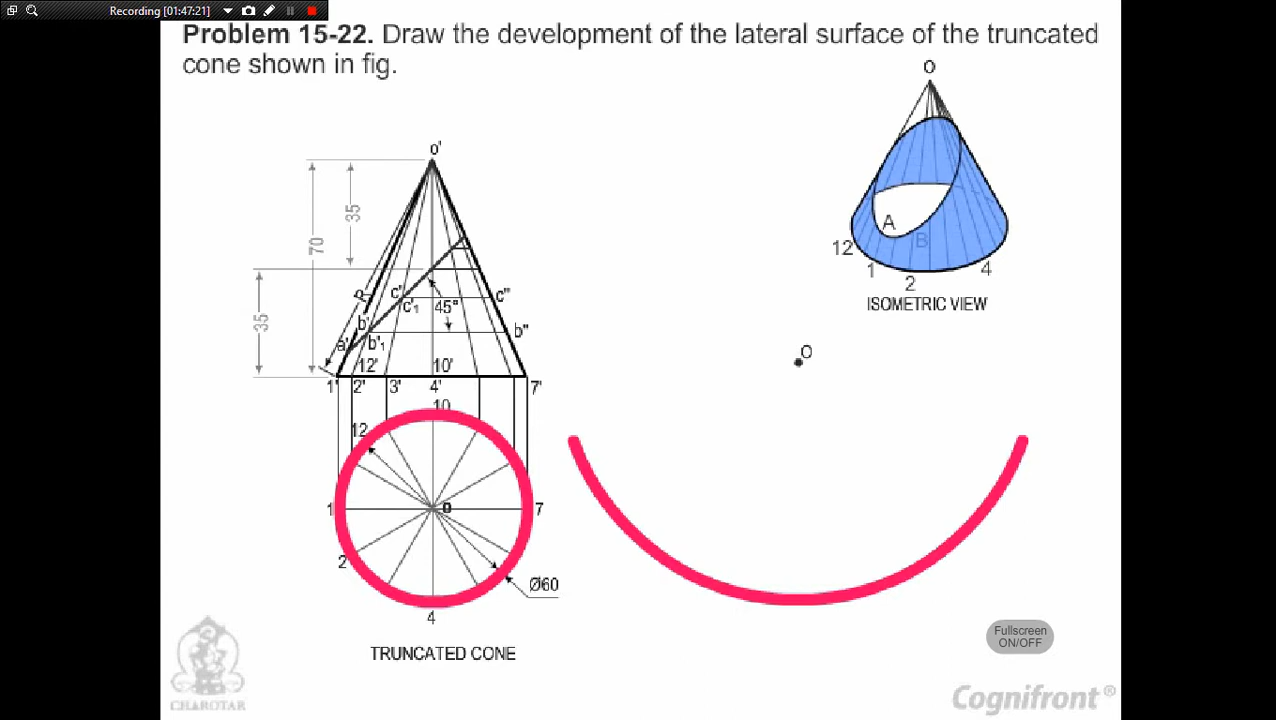 Recording [01:47:21]
Problem 15-22. Draw the development of the lateral surface of the truncated
cone shown in fig.
O
o'
35
70
A
B
12
1
2
4
ISOMETRIC VIEW
R
c'
c'1
c"
45°
35
b'
b'1
b"
a'
O
12'
10'
1'
2'
3'
4'
7'
10
12
1
O
7
2
Ø60
4
TRUNCATED CONE
Fullscreen
ON/OFF
CHAROTAR
Cognifront®